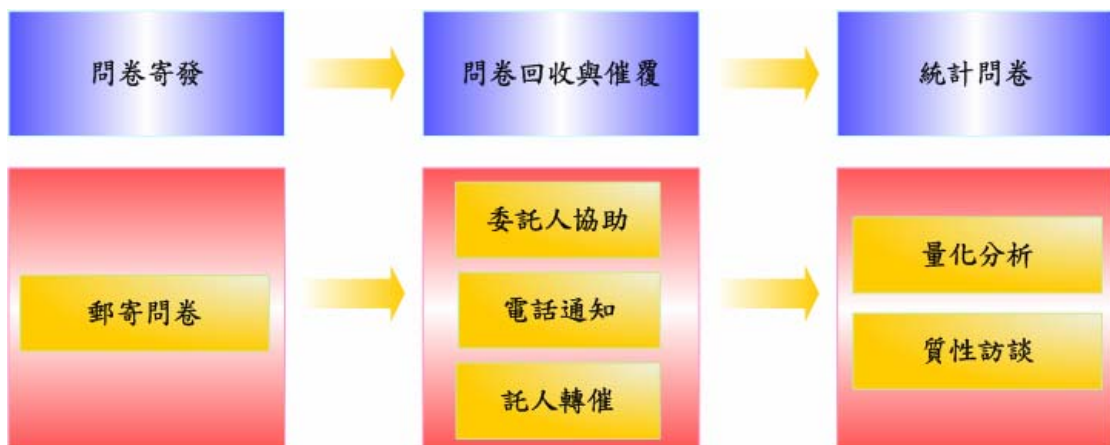 問卷寄發
問卷回收與催覆
統計問卷
郵寄問卷
委託人協助
電話通知
託人轉催
量化分析
質性訪談